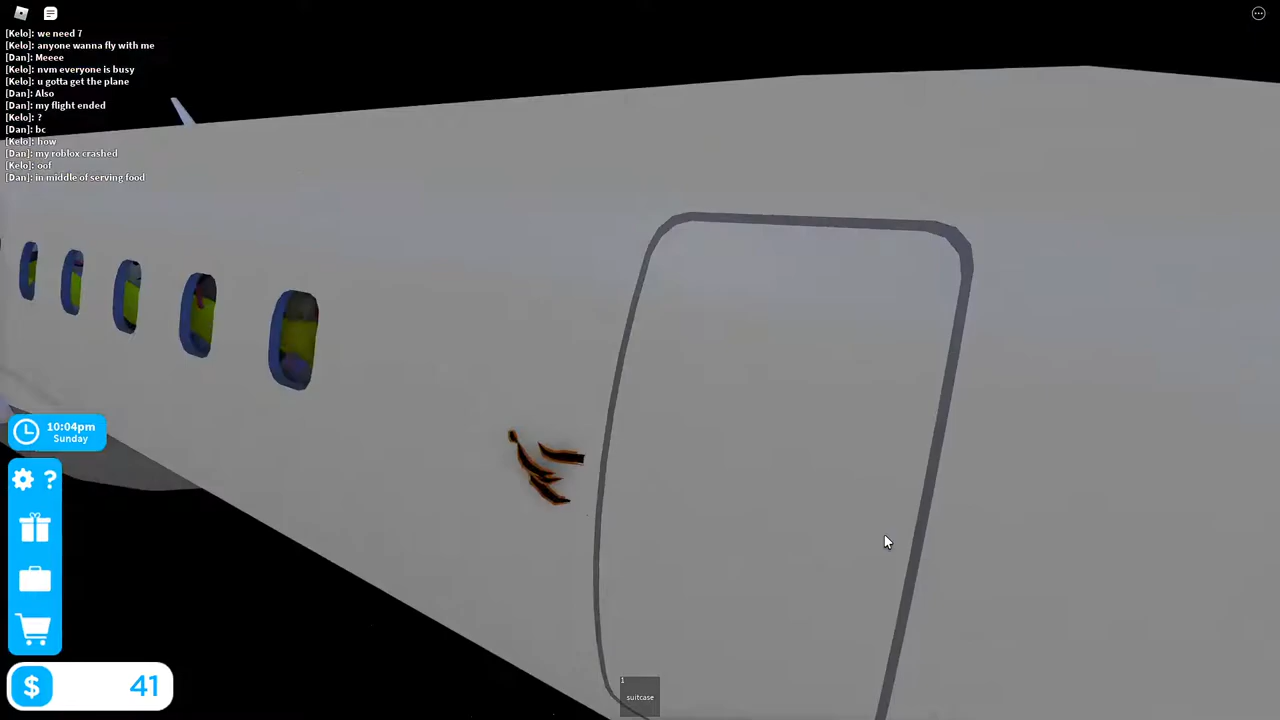 [Kelo]: we need 7
[Kelo]: anyone wanna fly with me
[Dan]: Meeee
[Kelo]: nvm everyone is busy
[Kelo]: u gotta get the plane
[Dan]: Also
[Dan]: my flight ended
[Kelo]: ?
[Dan]: bc
[Kelo]: how
[Dan]: my roblox crashed
[Kelo]: oof
[Dan]: in middle of serving food
10:04pm
Sunday
?
$ 41
1
suitcase